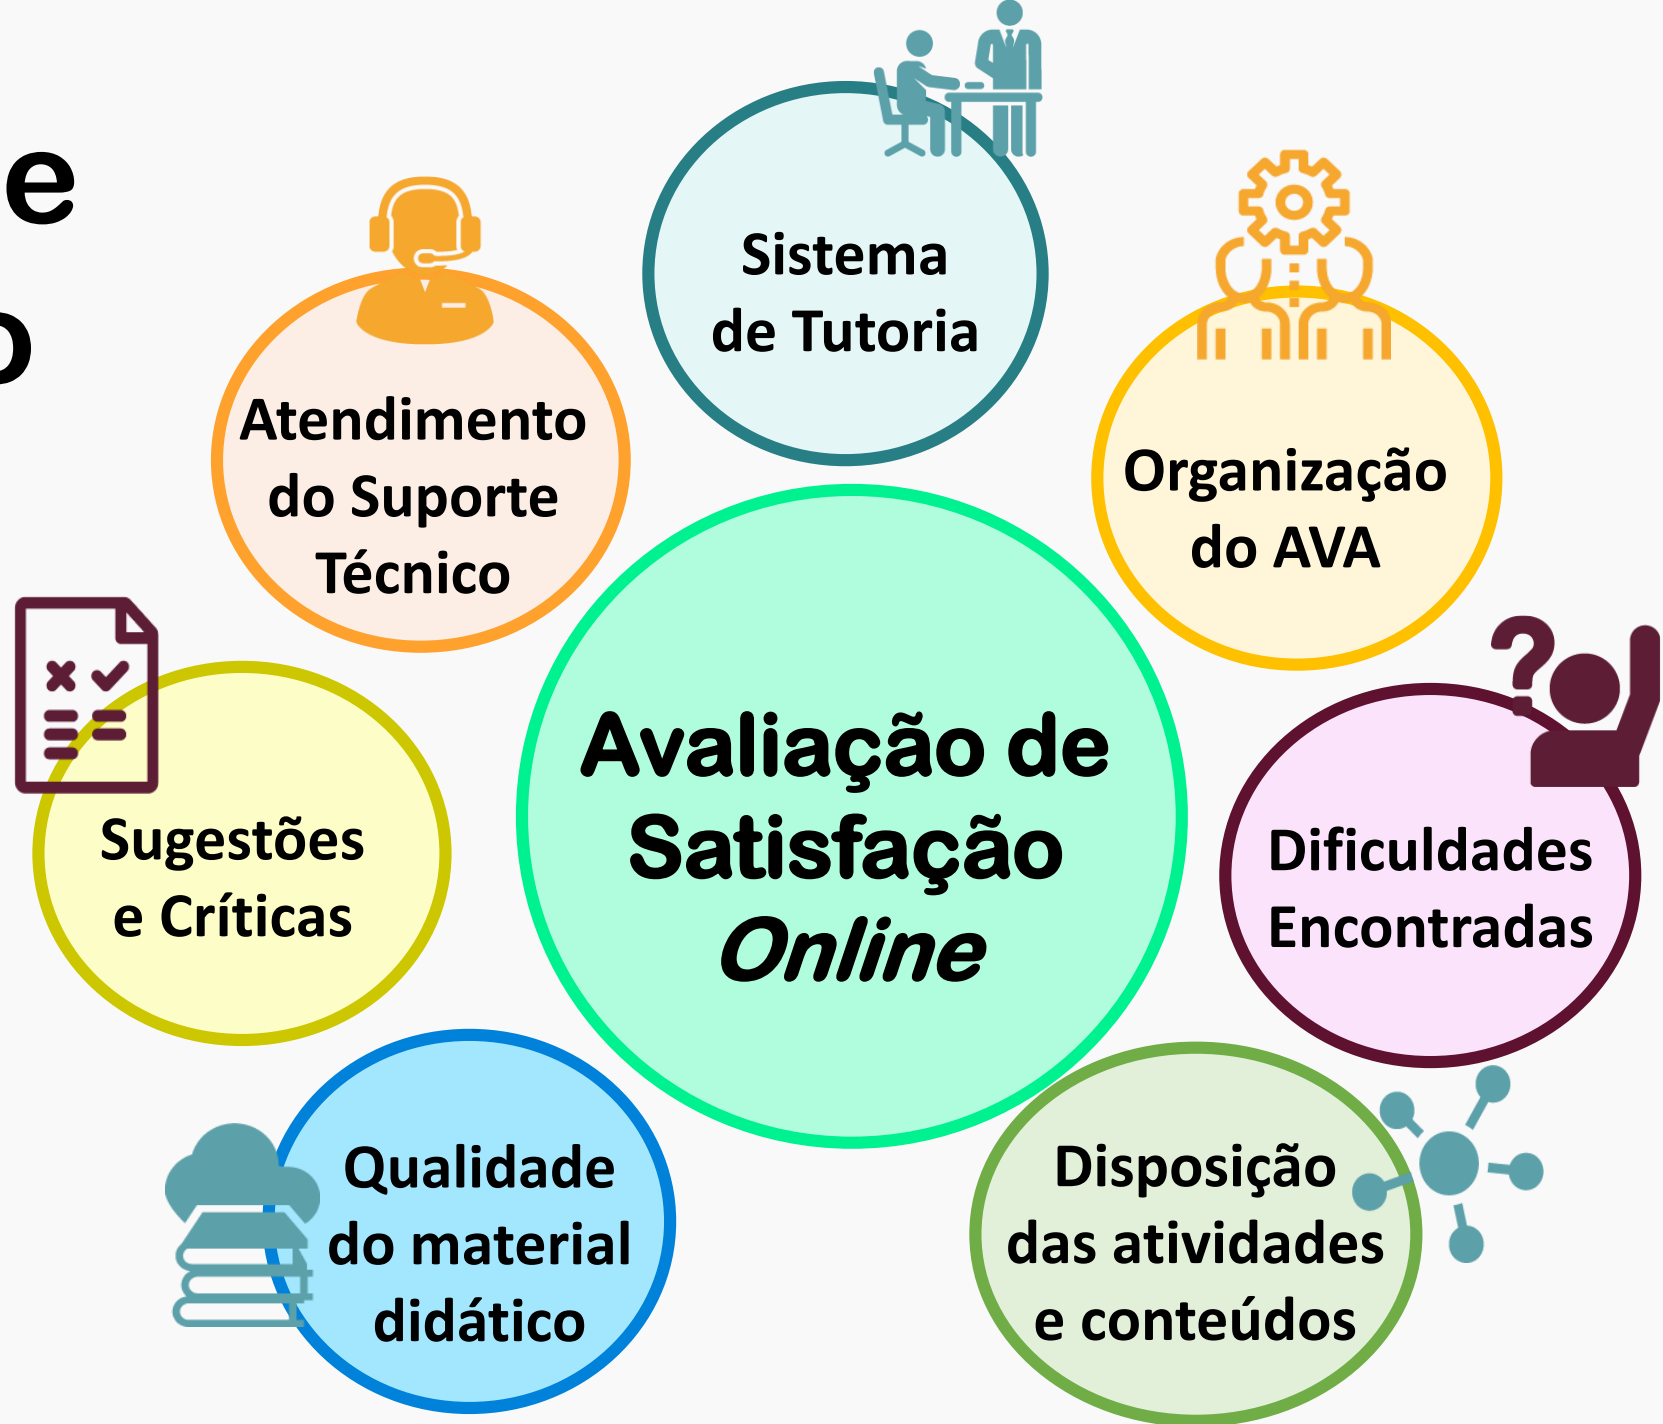 Sistema
de Tutoria
Atendimento
do Suporte
Técnico
Organização
do AVA
Avaliação de
Satisfação
Online
Sugestões
e Críticas
Dificuldades
Encontradas
Qualidade
do material
didático
Disposição
das atividades
e conteúdos